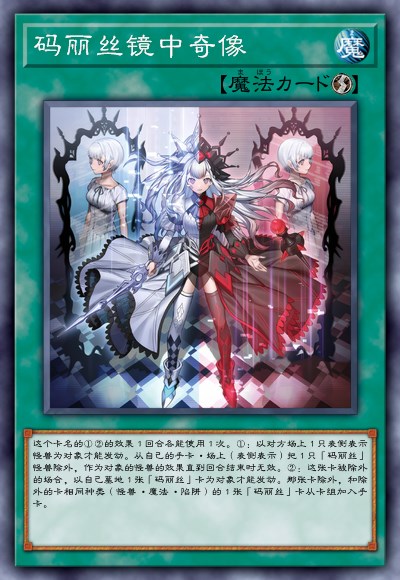 码丽丝镜中奇像
魔
【魔法カード】
ま ほう
这个卡名的①②的效果1回合各能使用1次。①：以对方场上1只表侧表示
怪兽为对象才能发动。从自己的手卡·场上（表侧表示）把1只「码丽丝」
怪兽除外，作为对象的怪兽的效果直到回合结束时无效。②：这张卡被除外
的场合，以自己墓地1张「码丽丝」卡为对象才能发动。那张卡除外，和除
外的卡相同种类（怪兽·魔法·陷阱）的1张「码丽丝」卡从卡组加入手
卡。